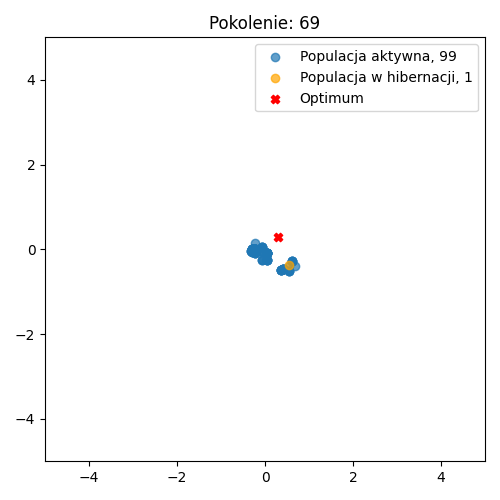 Pokolenie: 69
Populacja aktywna, 99
Populacja w hibernacji, 1
Optimum
4
2
0
−2
−4
−4 −2 0 2 4